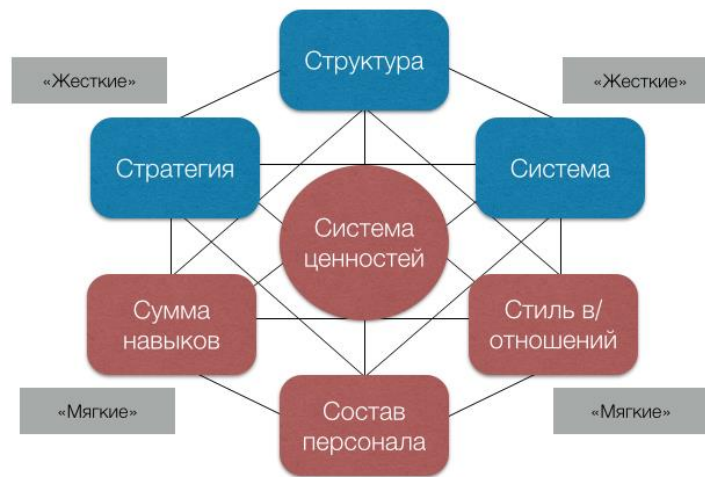 Структура
«Жесткие»
«Жесткие»
Стратегия
Система
Система
ценностей
Сумма
навыков
Стиль в/
отношений
«Мягкие»
Состав
персонала
«Мягкие»